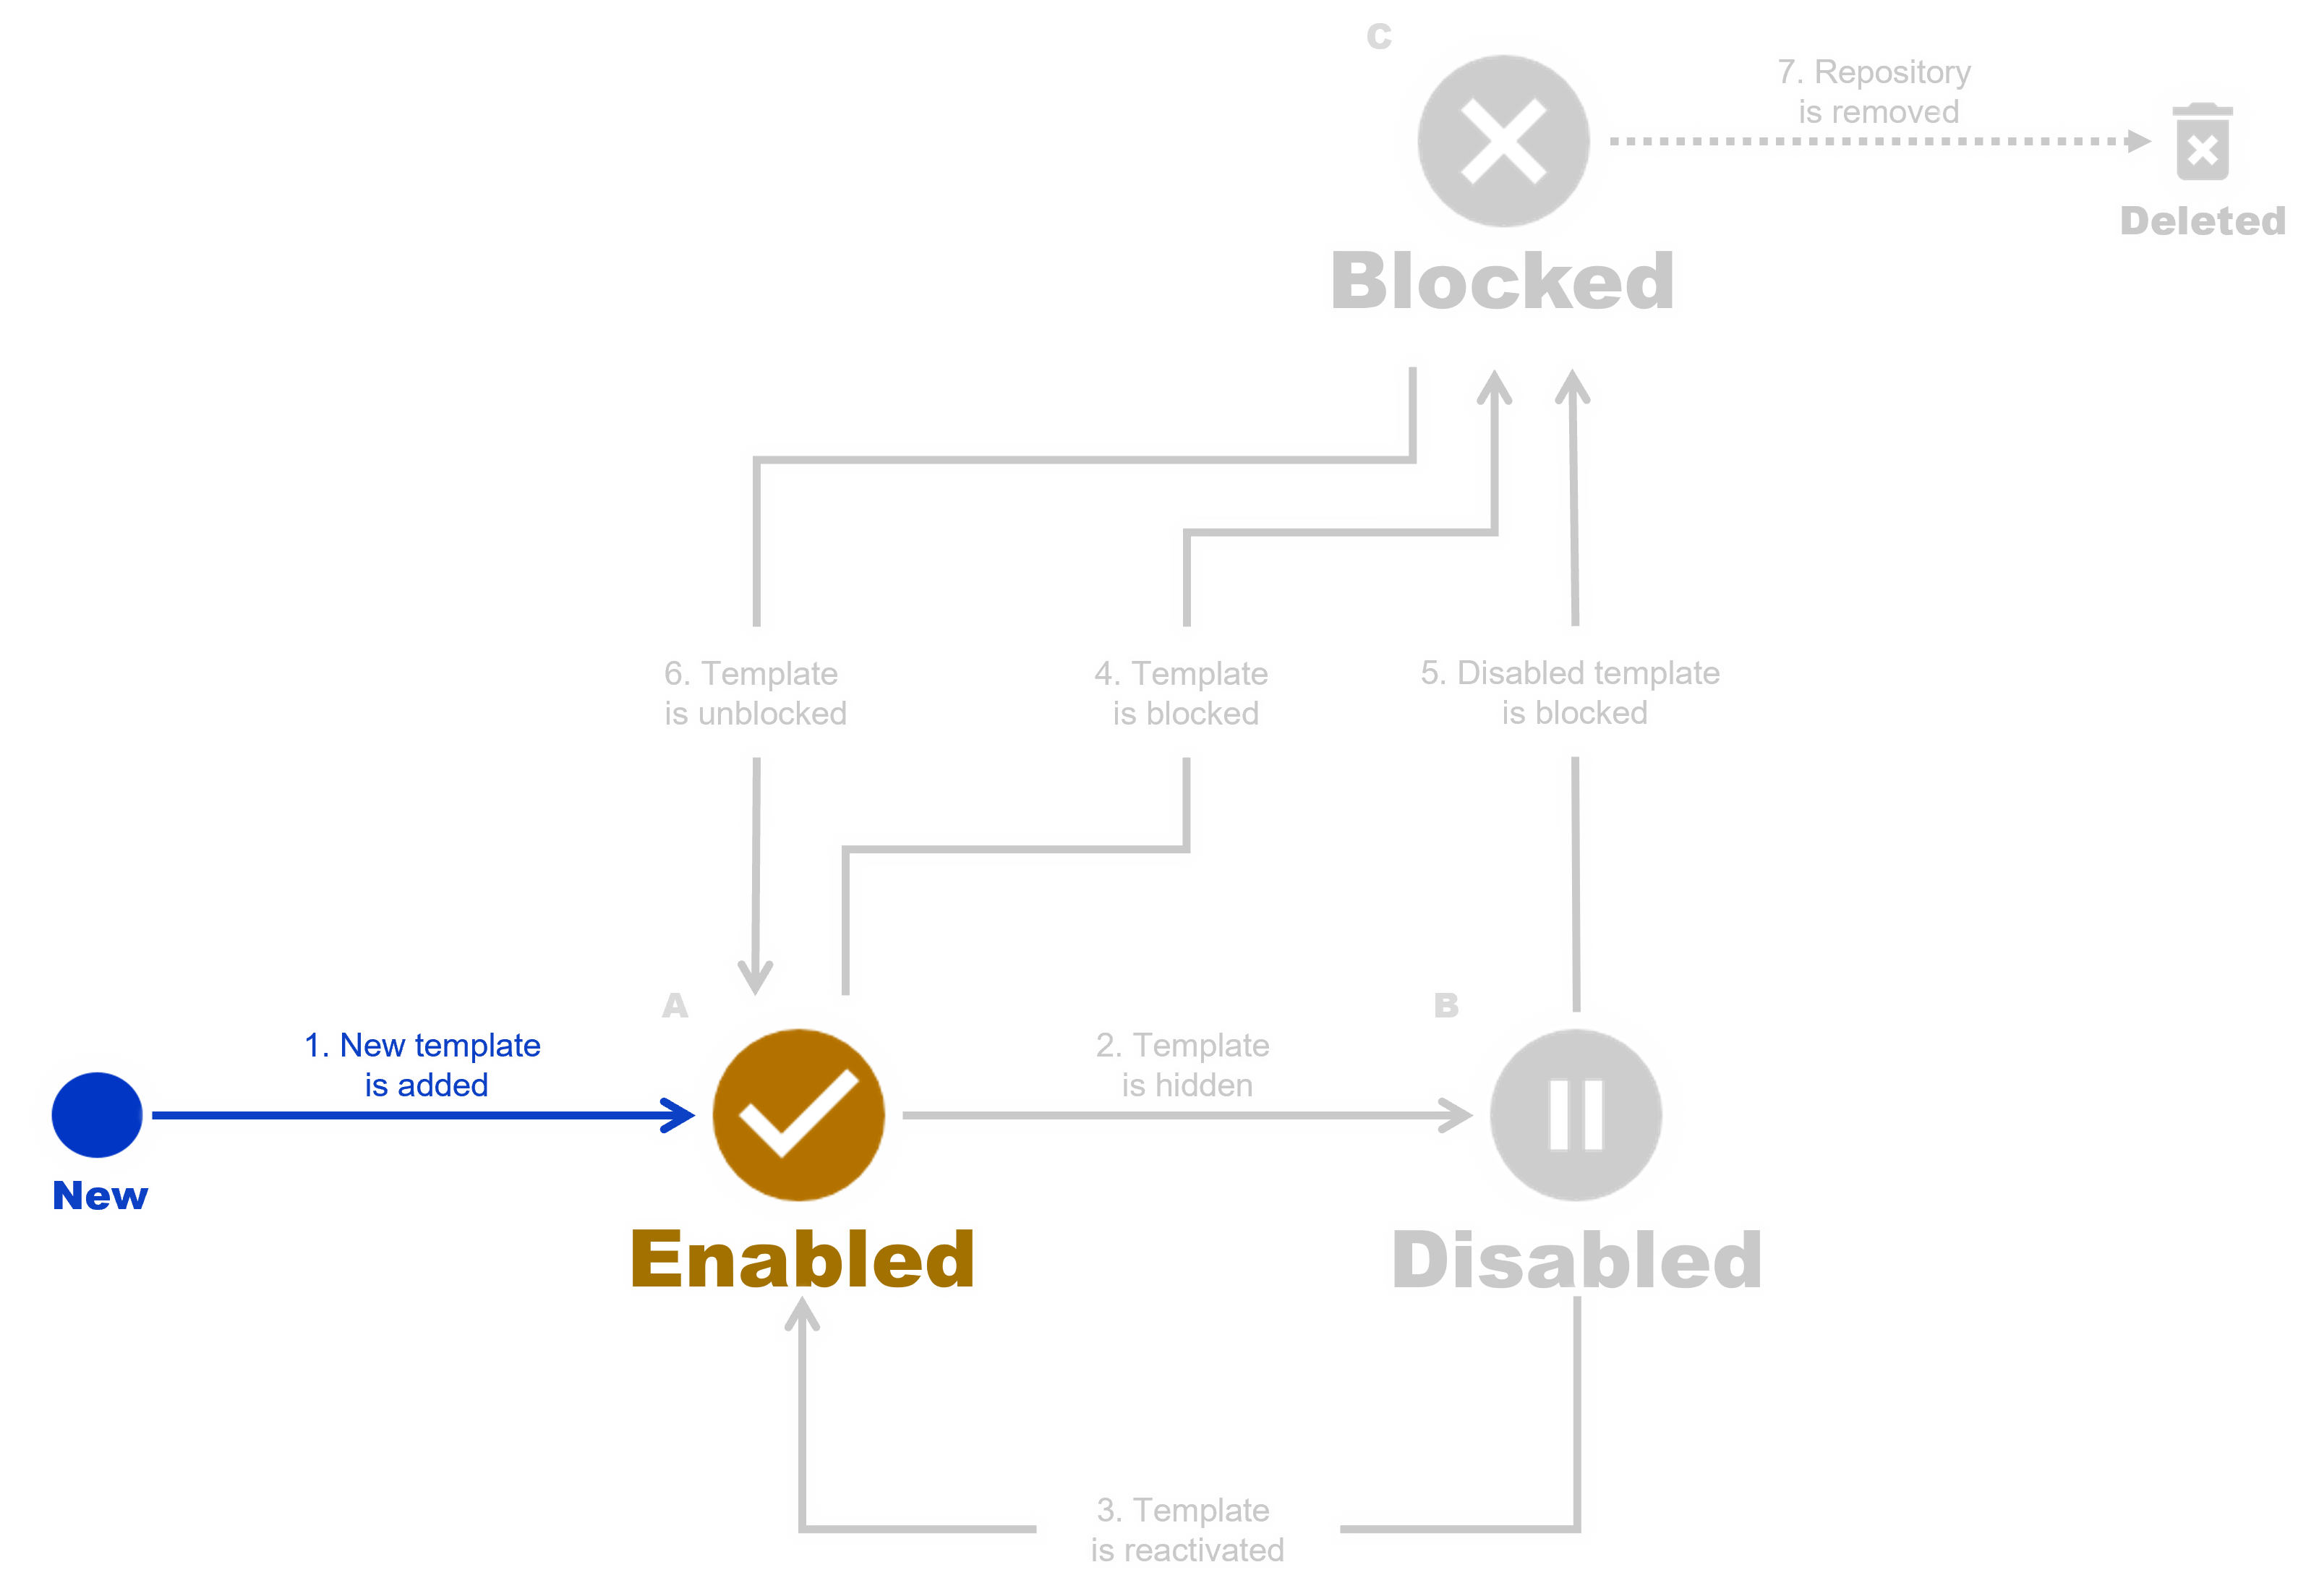 C
7. Repository
is removed
Deleted
Blocked
6. Template
is unblocked
4. Template
is blocked
5. Disabled template
is blocked
A
B
1. New template
is added
2. Template
is hidden
New
Enabled
Disabled
3. Template
is reactivated